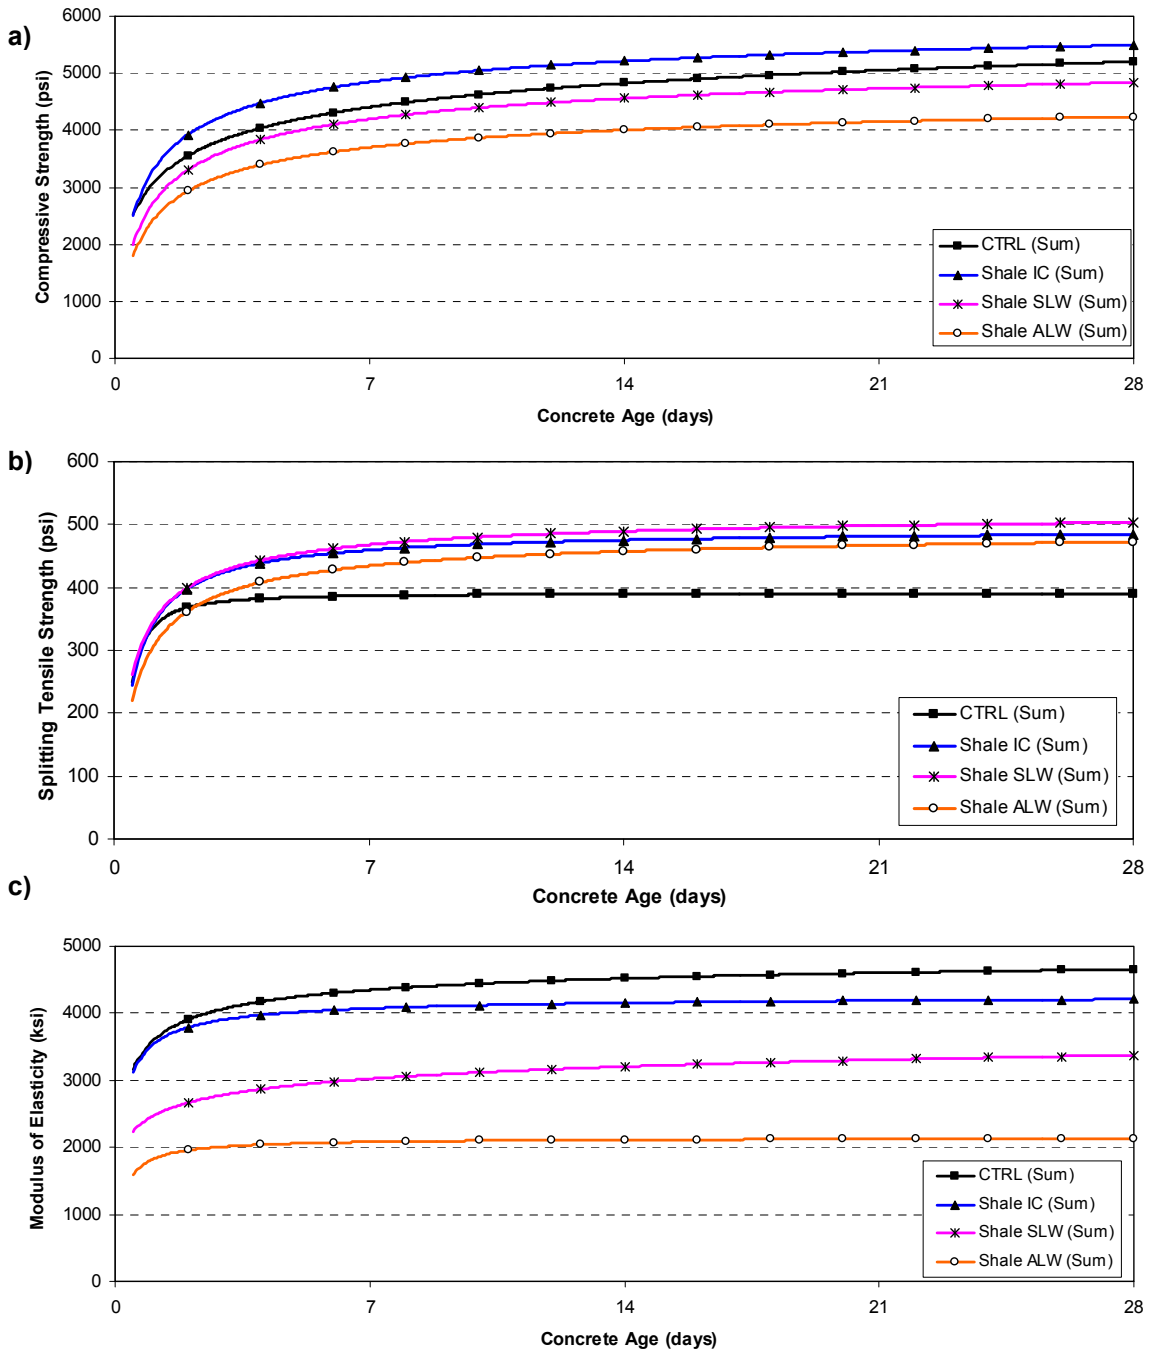 a)
Compressive Strength (psi)
6000
5000
4000
3000
2000
1000
0
0 7 14 21 28
Concrete Age (days)
CTRL (Sum)
Shale IC (Sum)
Shale SLW (Sum)
Shale ALW (Sum)
b)
Splitting Tensile Strength (psi)
600
500
400
300
200
100
0
0 7 14 21 28
Concrete Age (days)
CTRL (Sum)
Shale IC (Sum)
Shale SLW (Sum)
Shale ALW (Sum)
c)
Modulus of Elasticity (ksi)
5000
4000
3000
2000
1000
0
0 7 14 21 28
Concrete Age (days)
CTRL (Sum)
Shale IC (Sum)
Shale SLW (Sum)
Shale ALW (Sum)